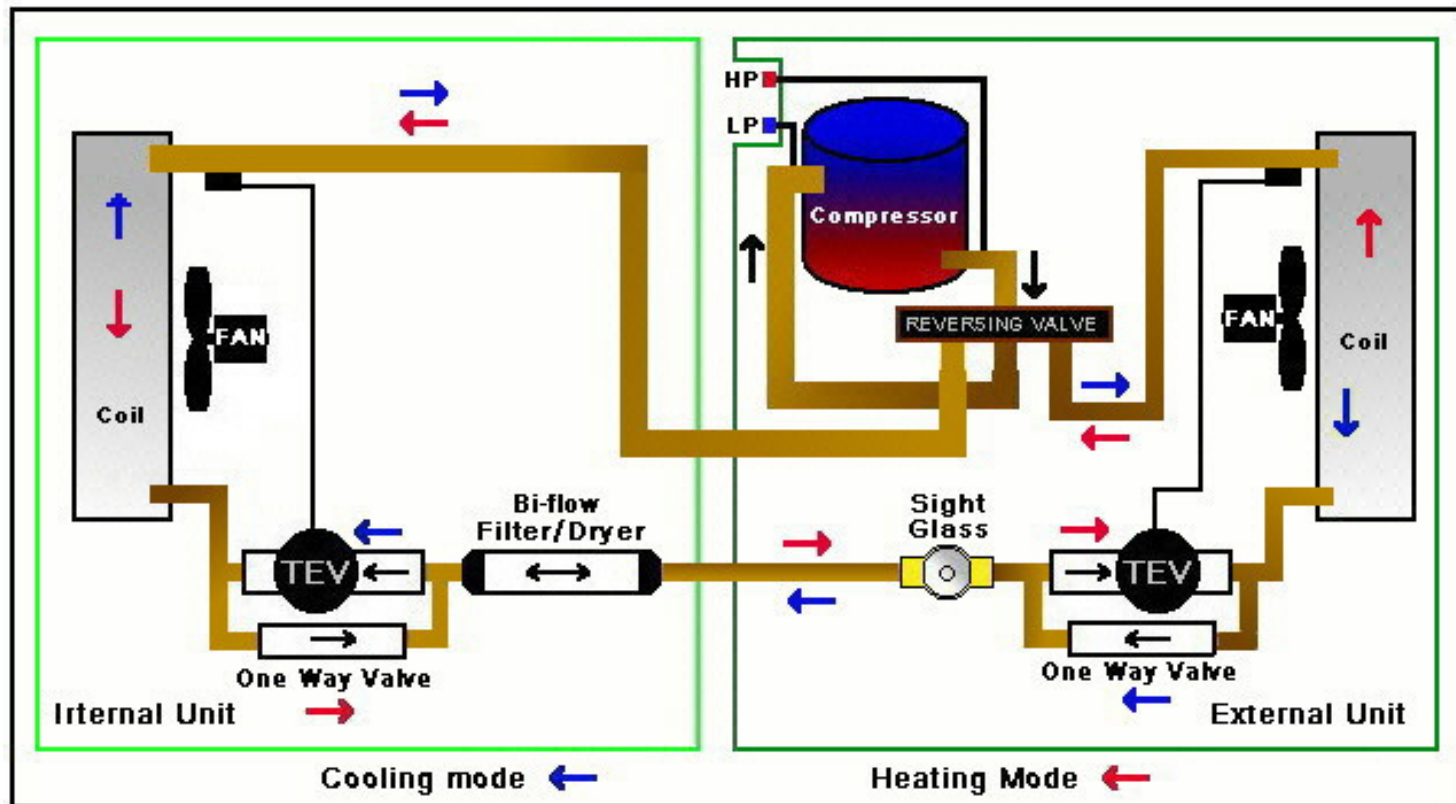 HP
LP
Compressor
REVERSING VALVE
FAN
Coil
FAN
Coil
Bi-flow
Filter/Dryer
Sight
Glass
TEV
TEV
One Way Valve
One Way Valve
Irternal Unit
External Unit
Cooling mode
Heating Mode